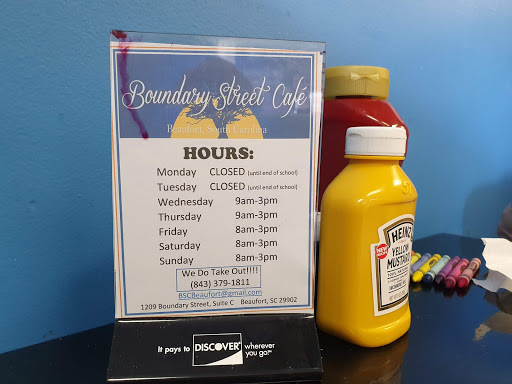 Boundary Street Café
Beaufort, South Carolina
HOURS:
Monday CLOSED (until end of school)
Tuesday CLOSED (until end of school)
Wednesday 9am-3pm
Thursday 9am-3pm
Friday 8am-3pm
Saturday 8am-3pm
Sunday 8am-3pm
We Do Take Out!!!!
(843) 379-1811
BSCBeaufort@gmail.com
1209 Boundary Street, Suite C Beaufort, SC 29902
It pays to DISCOVER wherever
you go!
HEINZ
YELLOW
MUSTARD